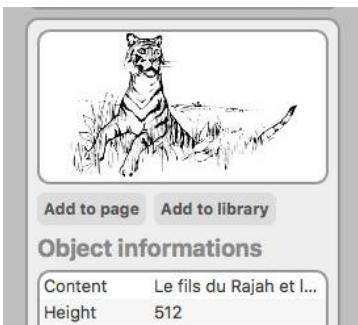 Add to page Add to library
Object informations
Content Le fils du Rajah et l...
Height 512